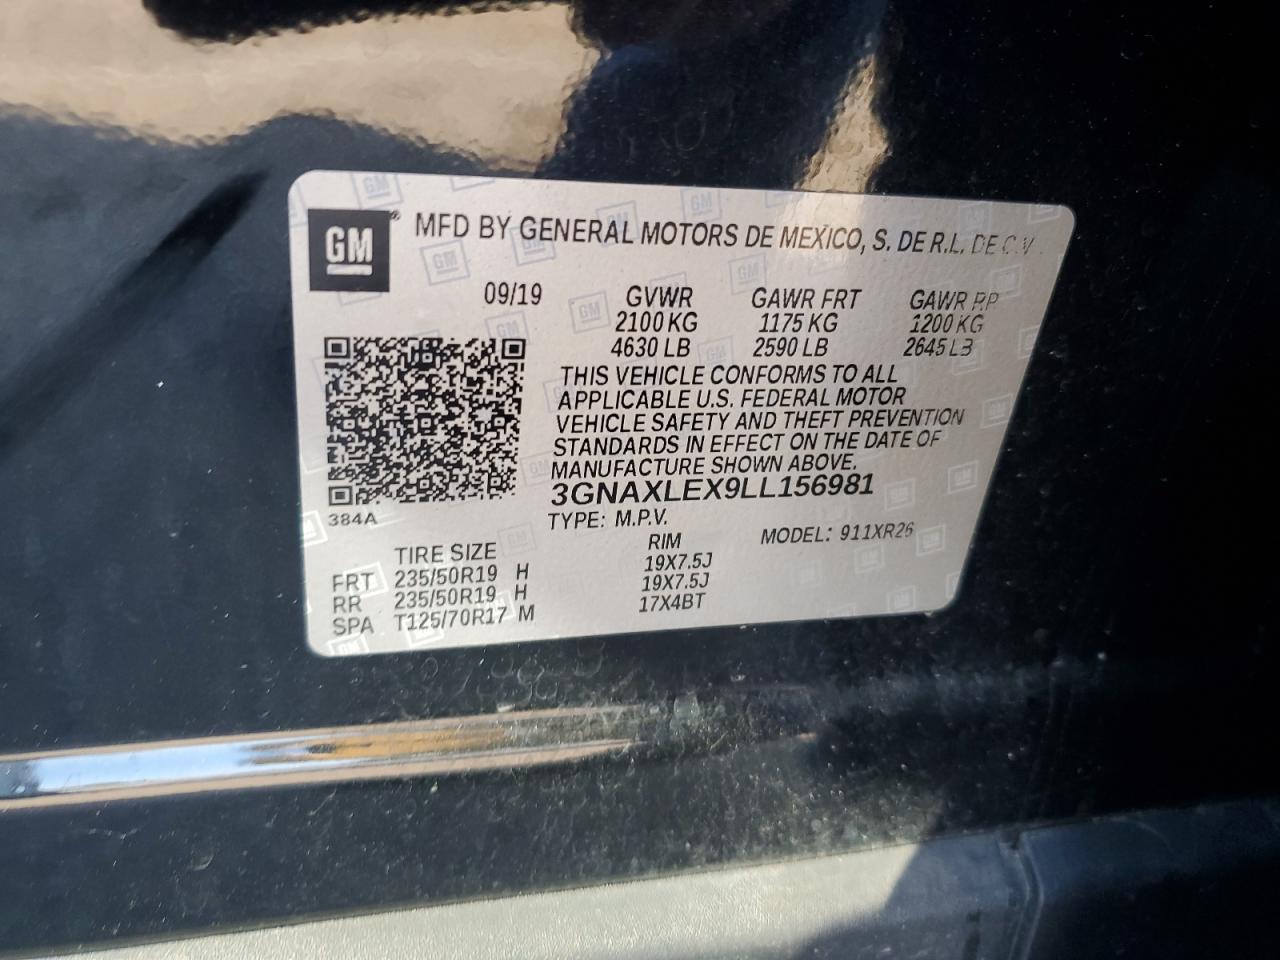 GM® MFD BY GENERAL MOTORS DE MEXICO, S. DE R.L. DE C.V.
09/19 GVWR GAWR FRT GAWR RR
2100 KG 1175 KG 1200 KG
4630 LB 2590 LB 2645 LB
THIS VEHICLE CONFORMS TO ALL
APPLICABLE U.S. FEDERAL MOTOR
VEHICLE SAFETY AND THEFT PREVENTION
STANDARDS IN EFFECT ON THE DATE OF
MANUFACTURE SHOWN ABOVE.
3GNAXLEX9LL156981
384A TYPE: M.P.V. MODEL: 911XR26
TIRE SIZE RIM
FRT 235/50R19 H 19X7.5J
RR 235/50R19 H 19X7.5J
SPA T125/70R17 M 17X4BT